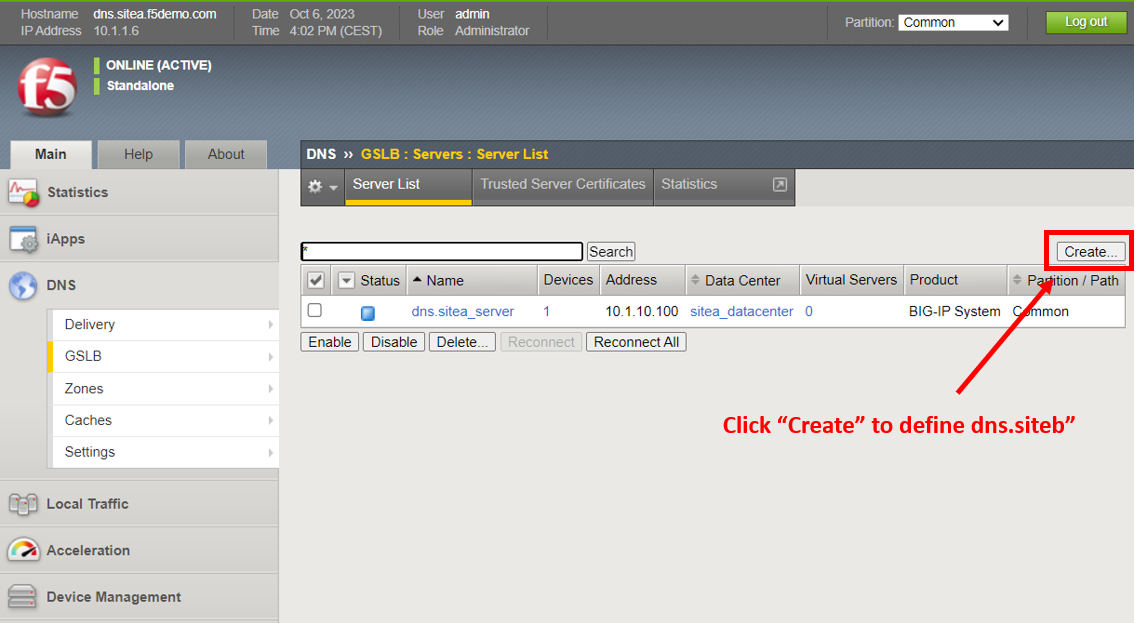 Hostname dns.sitea.f5demo.com Date Oct 6, 2023 User admin Partition: Common Log out
IP Address 10.1.1.6 Time 4:02 PM (CEST) Role Administrator
f5
ONLINE (ACTIVE)
Standalone
Main Help About
DNS ›› GSLB : Servers : Server List
Server List Trusted Server Certificates Statistics
Statistics
iApps
DNS
Delivery
GSLB
Zones
Caches
Settings
Local Traffic
Acceleration
Device Management
* Search Create...
Status Name Devices Address Data Center Virtual Servers Product Partition / Path
dns.sitea_server 1 10.1.10.100 sitea_datacenter 0 BIG-IP System Common
Enable Disable Delete... Reconnect Reconnect All
Click “Create” to define dns.siteb”